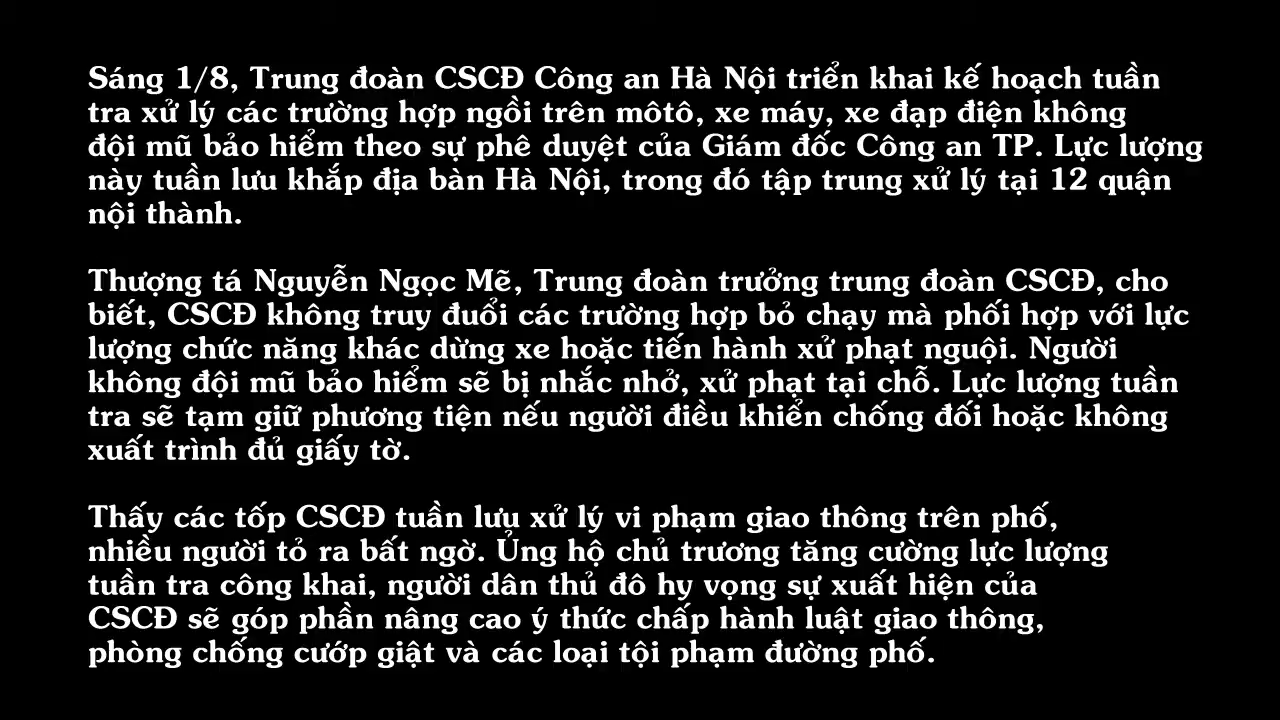 Sáng 1/8, Trung đoàn CSCĐ Công an Hà Nội triển khai kế hoạch tuần
tra xử lý các trường hợp ngồi trên môtô, xe máy, xe đạp điện không
đội mũ bảo hiểm theo sự phê duyệt của Giám đốc Công an TP. Lực lượng
này tuần lưu khắp địa bàn Hà Nội, trong đó tập trung xử lý tại 12 quận
nội thành.
Thượng tá Nguyễn Ngọc Mẽ, Trung đoàn trưởng trung đoàn CSCĐ, cho
biết, CSCĐ không truy đuổi các trường hợp bỏ chạy mà phối hợp với lực
lượng chức năng khác dừng xe hoặc tiến hành xử phạt nguội. Người
không đội mũ bảo hiểm sẽ bị nhắc nhở, xử phạt tại chỗ. Lực lượng tuần
tra sẽ tạm giữ phương tiện nếu người điều khiển chống đối hoặc không
xuất trình đủ giấy tờ.
Thấy các tốp CSCĐ tuần lưu xử lý vi phạm giao thông trên phố,
nhiều người tỏ ra bất ngờ. Ủng hộ chủ trương tăng cường lực lượng
tuần tra công khai, người dân thủ đô hy vọng sự xuất hiện của
CSCĐ sẽ góp phần nâng cao ý thức chấp hành luật giao thông,
phòng chống cướp giật và các loại tội phạm đường phố.